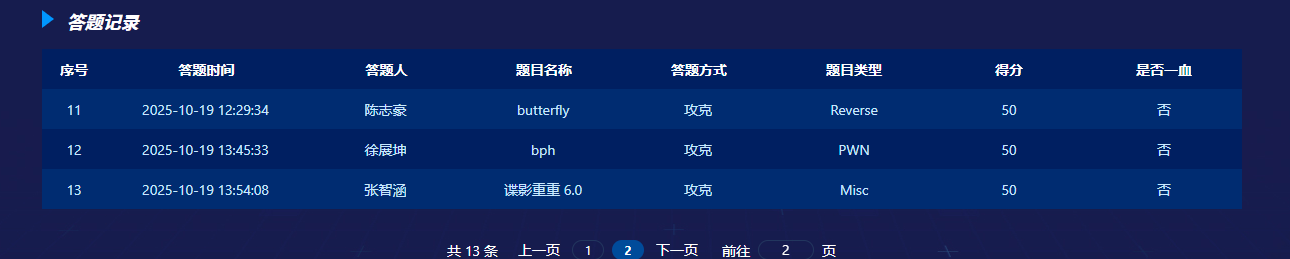 答题记录
序号 答题时间 答题人 题目名称 答题方式 题目类型 得分 是否一血
11 2025-10-19 12:29:34 陈志豪 butterfly 攻克 Reverse 50 否
12 2025-10-19 13:45:33 徐展坤 bph 攻克 PWN 50 否
13 2025-10-19 13:54:08 张智涵 谍影重重 6.0 攻克 Misc 50 否
共 13 条 上一页 1 2 下一页 前往 2 页